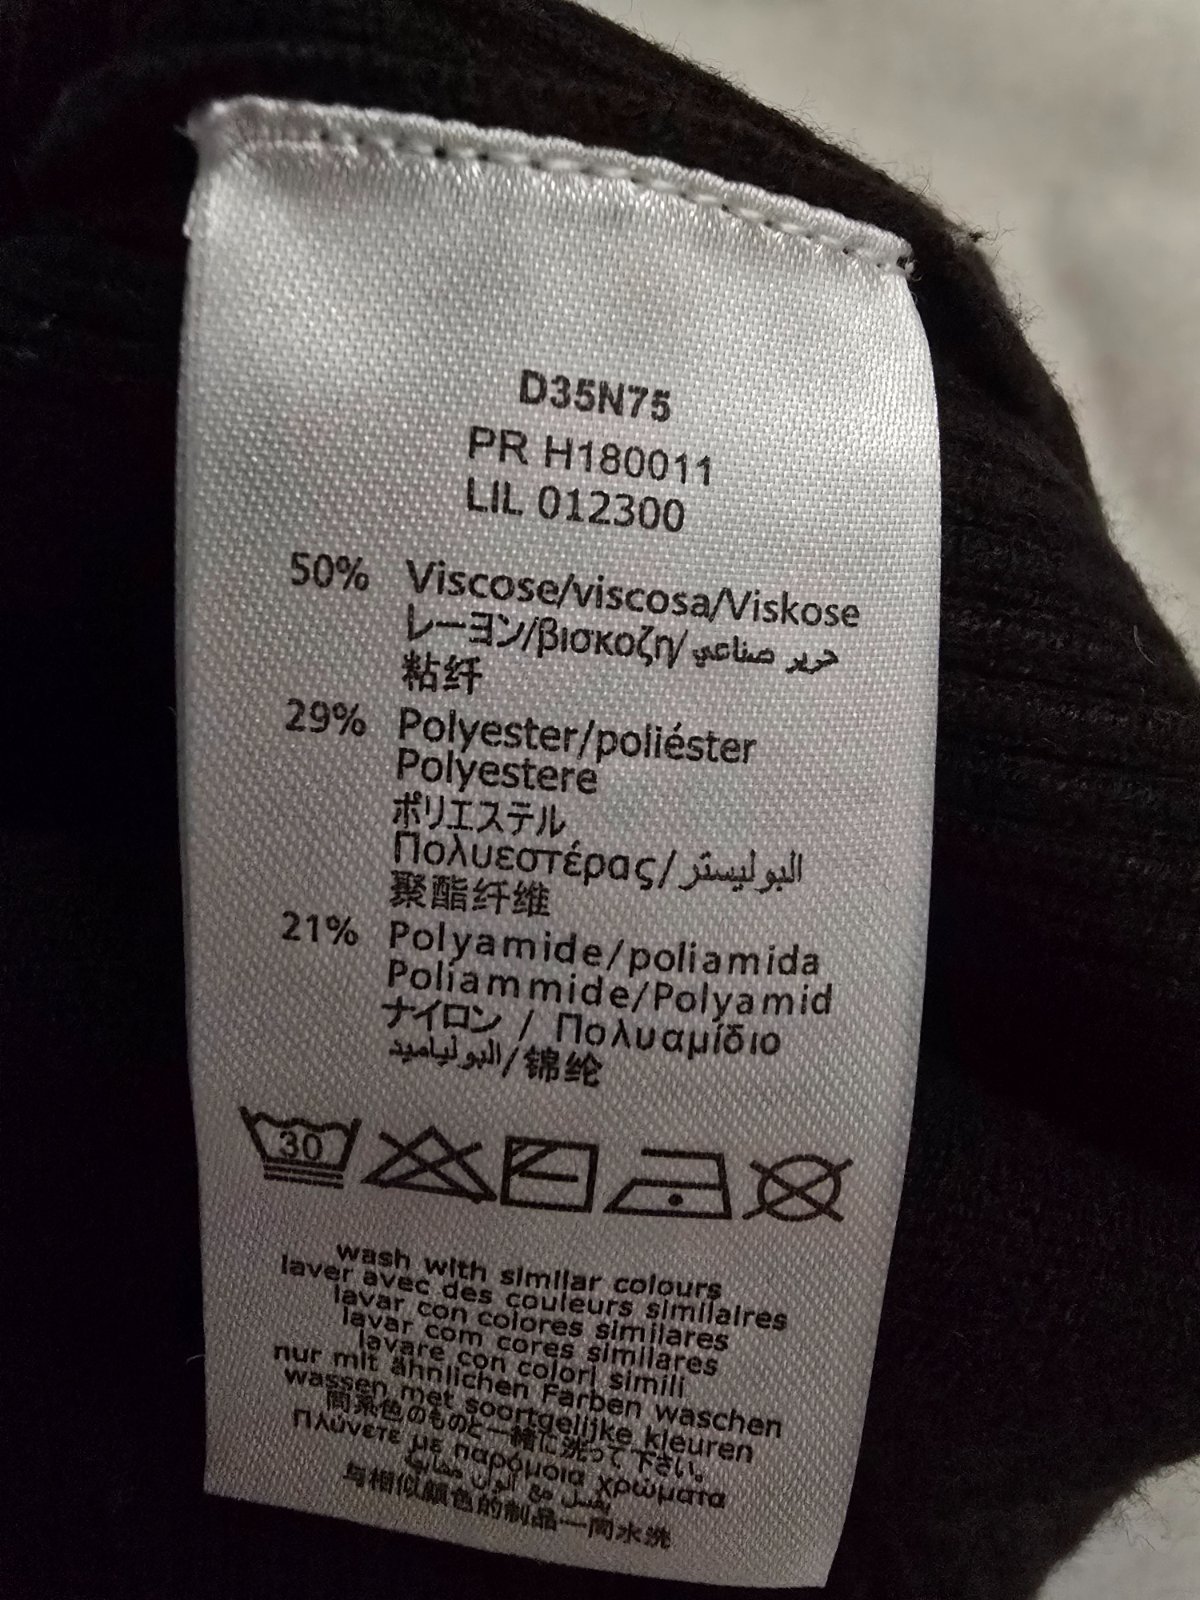 D35N75
PR H180011
LIL 012300
50% Viscose/viscosa/Viskose
レーヨン/βισκοζη/حرير صناعي
粘纤
29% Polyester/poliéster
Polyestere
ポリエステル
Πολυεστέρας/البوليستر
聚酯纤维
21% Polyamide/poliamida
Poliammide/Polyamid
ナイロン / Πολυαμίδιο
البولياميد/锦纶
30
wash with similar colours
laver avec des couleurs similaires
lavar con colores similares
lavar com cores similares
lavare con colori simili
nur mit ähnlichen Farben waschen
wassen met soortgelijke kleuren
同系色のものと一緒に洗って下さい。
Πλύνετε με παρόμοια χρώματα
يغسل مع ألوان مشابهة
与相似颜色的制品一同水洗